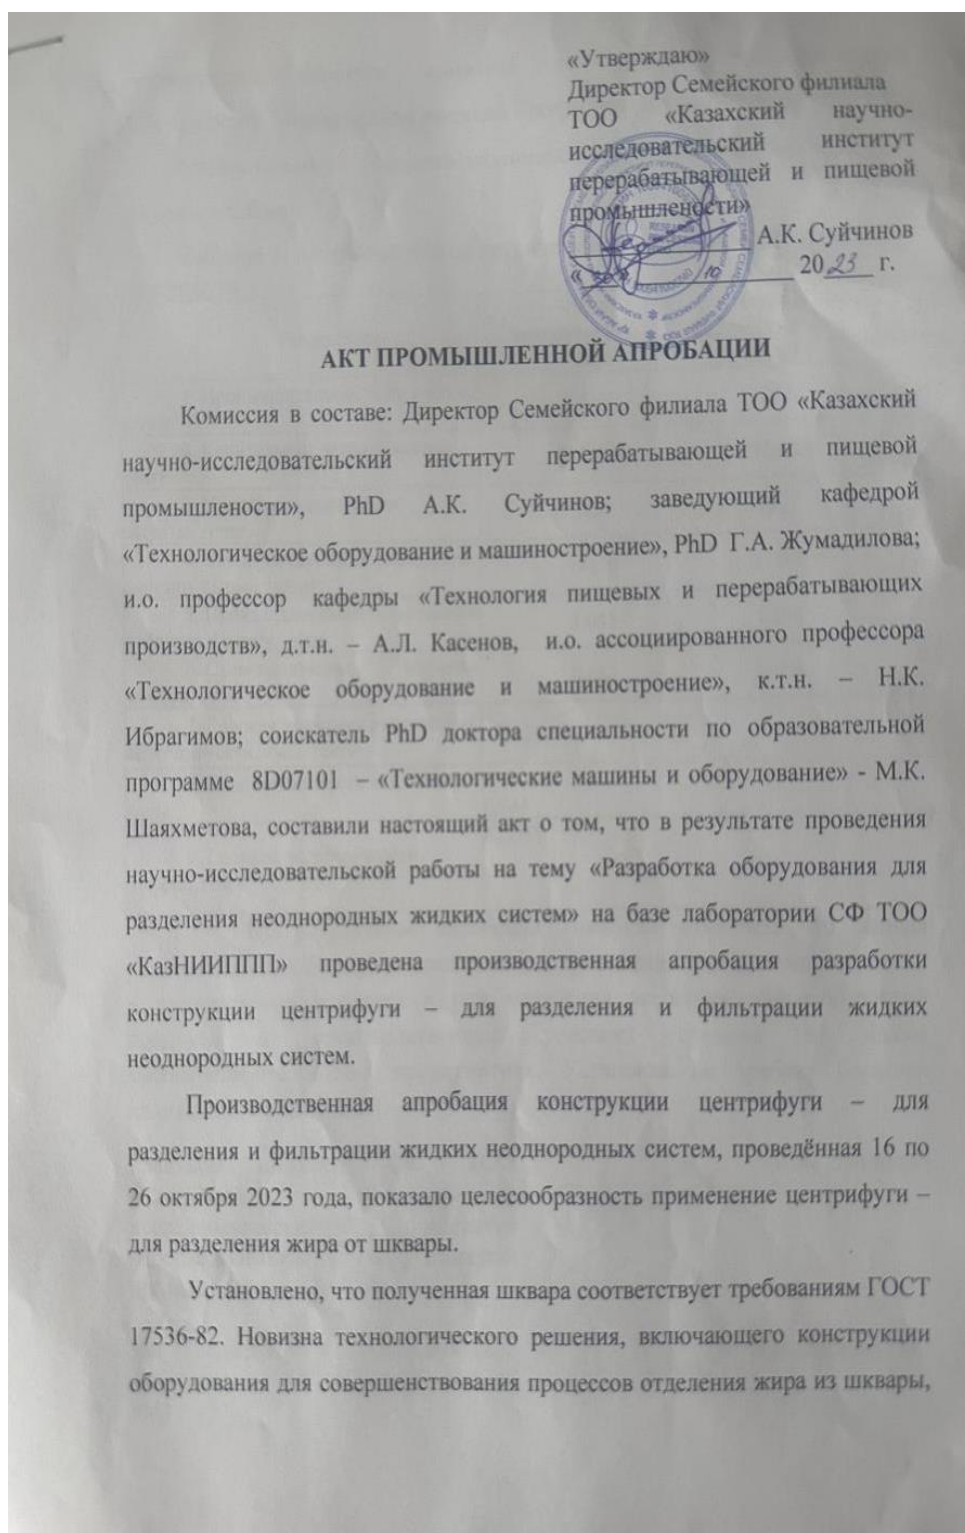 «Утверждаю»
Директор Семейского филиала
ТОО «Казахский научно-
исследовательский институт
перерабатывающей и пищевой
промышлености»
А.К. Суйчинов
« » 10 2023 г.
АКТ ПРОМЫШЛЕННОЙ АПРОБАЦИИ
Комиссия в составе: Директор Семейского филиала ТОО «Казахский
научно-исследовательский институт перерабатывающей и пищевой
промышлености», PhD А.К. Суйчинов; заведующий кафедрой
«Технологическое оборудование и машиностроение», PhD Г.А. Жумадилова;
и.о. профессор кафедры «Технология пищевых и перерабатывающих
производств», д.т.н. – А.Л. Касенов, и.о. ассоциированного профессора
«Технологическое оборудование и машиностроение», к.т.н. – Н.К.
Ибрагимов; соискатель PhD доктора специальности по образовательной
программе 8D07101 – «Технологические машины и оборудование» - М.К.
Шаяхметова, составили настоящий акт о том, что в результате проведения
научно-исследовательской работы на тему «Разработка оборудования для
разделения неоднородных жидких систем» на базе лаборатории СФ ТОО
«КазНИИППП» проведена производственная апробация разработки
конструкции центрифуги – для разделения и фильтрации жидких
неоднородных систем.
Производственная апробация конструкции центрифуги – для
разделения и фильтрации жидких неоднородных систем, проведённая 16 по
26 октября 2023 года, показало целесообразность применение центрифуги –
для разделения жира от шквары.
Установлено, что полученная шквара соответствует требованиям ГОСТ
17536-82. Новизна технологического решения, включающего конструкции
оборудования для совершенствования процессов отделения жира из шквары,